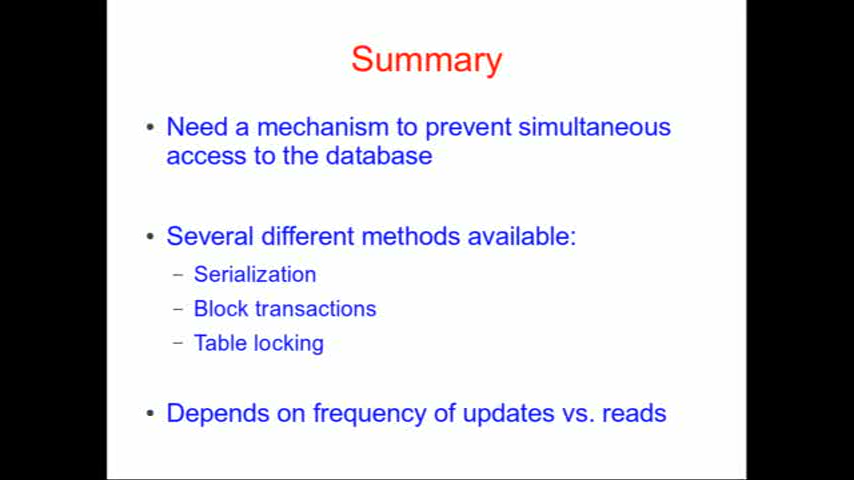 Summary
• Need a mechanism to prevent simultaneous
access to the database
• Several different methods available:
– Serialization
– Block transactions
– Table locking
• Depends on frequency of updates vs. reads